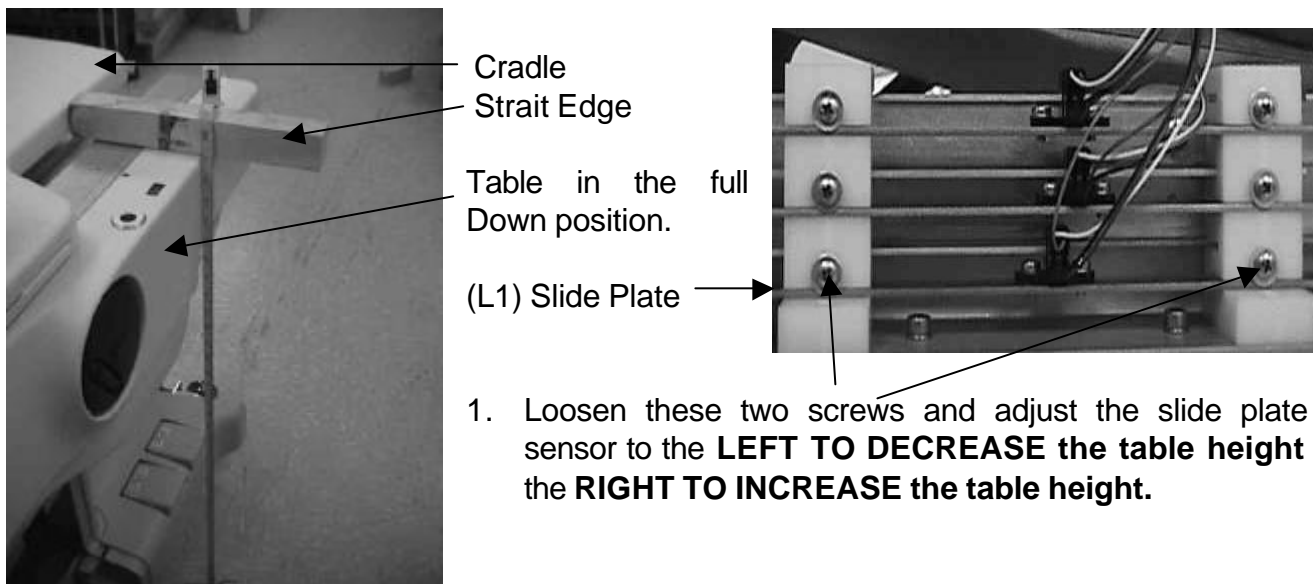 Cradle
Strait Edge
Table in the full
Down position.
(L1) Slide Plate
1. Loosen these two screws and adjust the slide plate
sensor to the LEFT TO DECREASE the table height
the RIGHT TO INCREASE the table height.